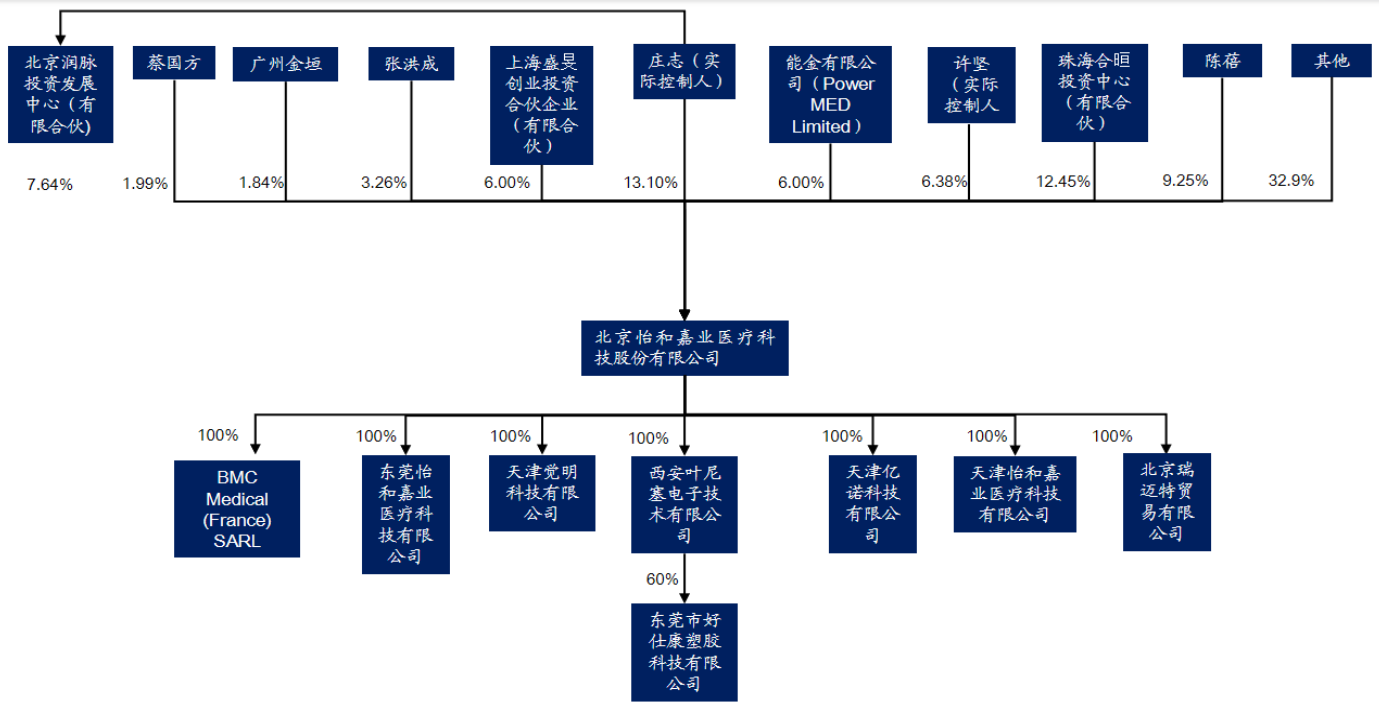 北京润脉
投资发展
中心（有
限合伙)
蔡国方
广州金垣
张洪成
上海盛旻
创业投资
合伙企业
（有限合
伙）
庄志（实
际控制人）
能金有限公
司（Power
MED
Limited）
许坚
（实际
控制人
珠海合晅
投资中心
（有限合
伙）
陈蓓
其他
7.64%
1.99%
1.84%
3.26%
6.00%
13.10%
6.00%
6.38%
12.45%
9.25%
32.9%
北京怡和嘉业医疗科
技股份有限公司
100%
100%
100%
100%
100%
100%
100%
BMC
Medical
(France)
SARL
东莞怡
和嘉业
医疗科
技有限
公司
天津觉明
科技有限
公司
西安叶尼
塞电子技
术有限公
司
天津亿
诺科技
有限公
司
天津怡和嘉
业医疗科技
有限公司
北京瑞
迈特贸
易有限
公司
60%
东莞市好
仕康塑胶
科技有限
公司